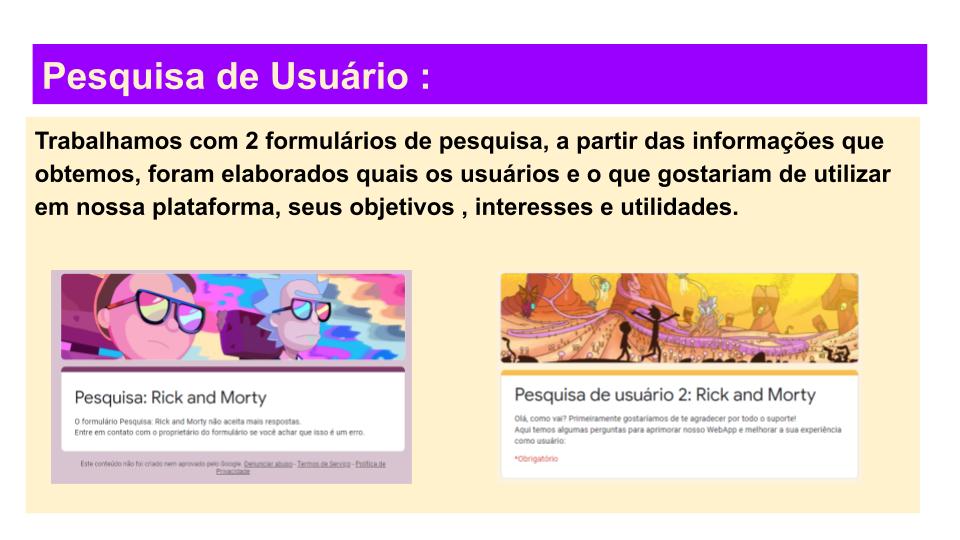 Pesquisa de Usuário :
Trabalhamos com 2 formulários de pesquisa, a partir das informações que
obtemos, foram elaborados quais os usuários e o que gostariam de utilizar
em nossa plataforma, seus objetivos , interesses e utilidades.
Pesquisa: Rick and Morty
O formulário Pesquisa: Rick and Morty não aceita mais respostas.
Entre em contato com o proprietário do formulário se você achar que isso é um erro.
Este conteúdo não foi criado nem aprovado pelo Google. Denunciar abuso - Termos de Serviço - Política de
Privacidade
Pesquisa de usuário 2: Rick and Morty
Olá, como vai? Primeiramente gostaríamos de te agradecer por todo o suporte!
Aqui temos algumas perguntas para aprimorar nosso WebApp e melhorar a sua experiência
como usuário:
*Obrigatório